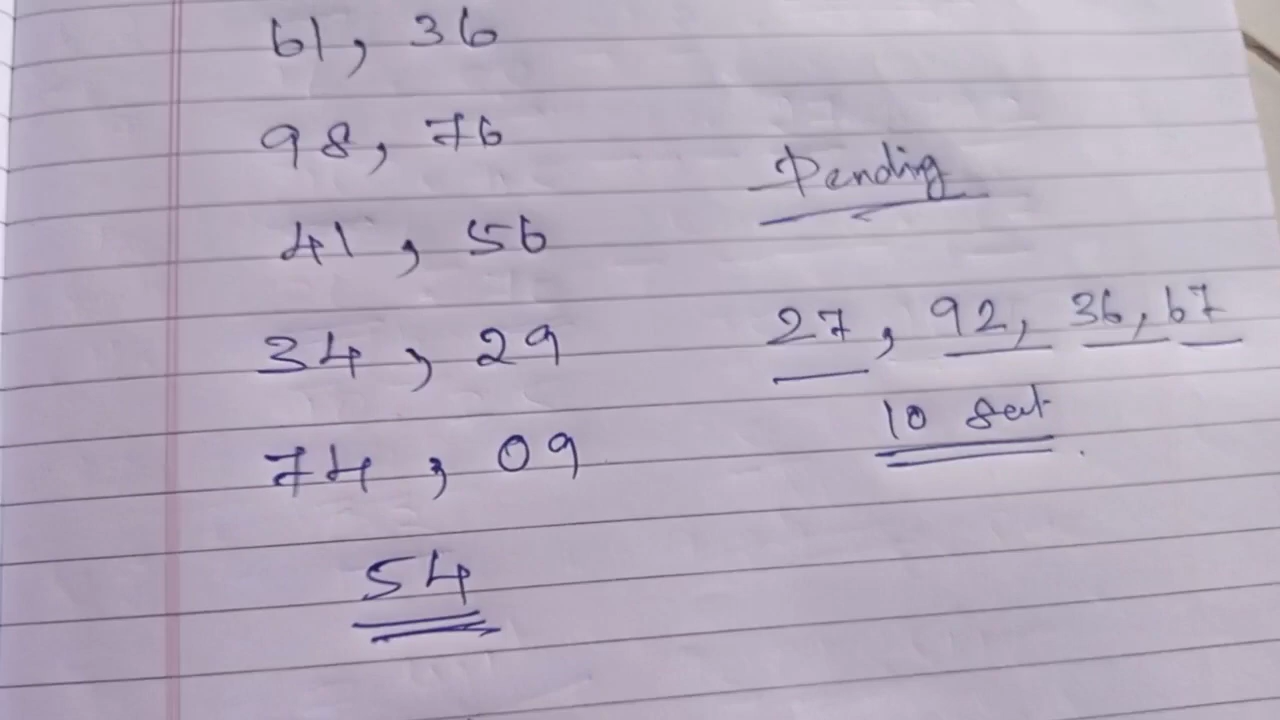 61, 36
98, 76
41, 56
34, 29
74, 09
54
Pending
27, 92, 36, 67
10 Set